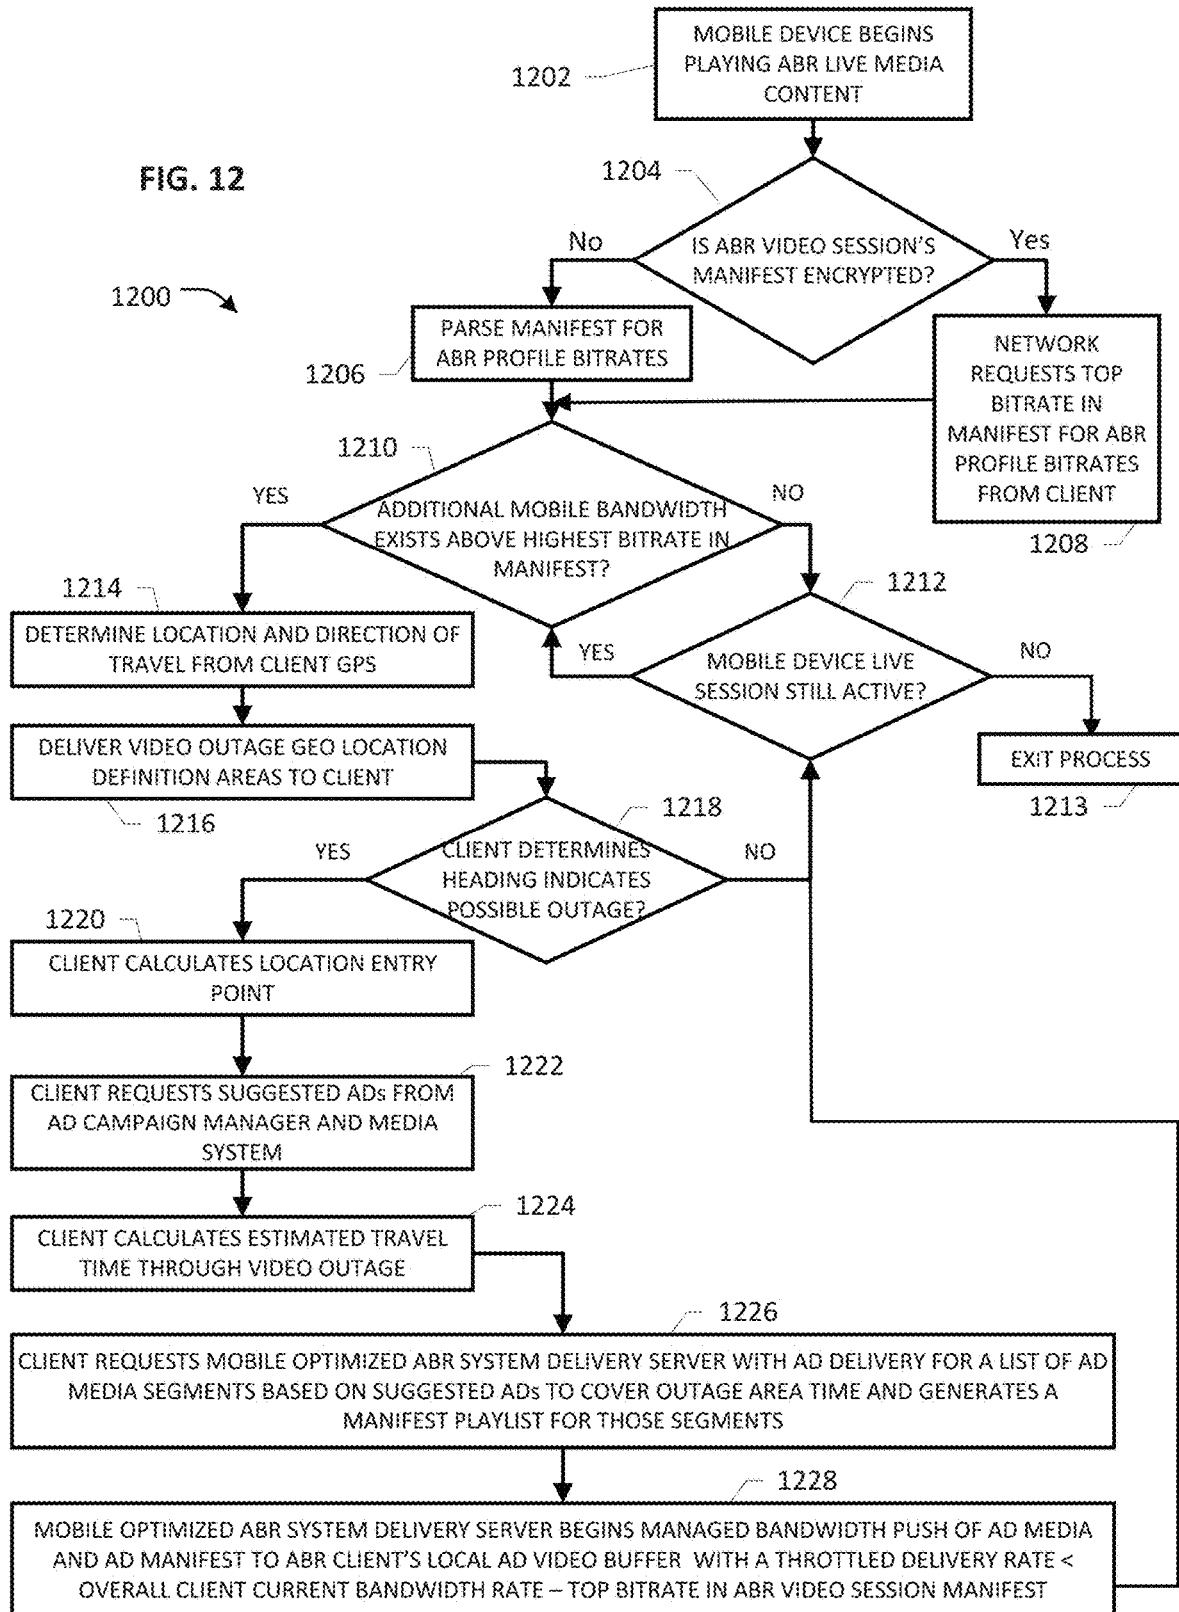 MOBILE DEVICE BEGINS
PLAYING ABR LIVE MEDIA
CONTENT
1202
FIG. 12
1204
IS ABR VIDEO SESSION'S
MANIFEST ENCRYPTED?
No
Yes
1200
PARSE MANIFEST FOR
ABR PROFILE BITRATES
1206
NETWORK
REQUESTS TOP
BITRATE IN
MANIFEST FOR ABR
PROFILE BITRATES
FROM CLIENT
1208
1210
YES
NO
ADDITIONAL MOBILE BANDWIDTH
EXISTS ABOVE HIGHEST BITRATE IN
MANIFEST?
1212
1214
DETERMINE LOCATION AND DIRECTION OF
TRAVEL FROM CLIENT GPS
YES
NO
MOBILE DEVICE LIVE
SESSION STILL ACTIVE?
DELIVER VIDEO OUTAGE GEO LOCATION
DEFINITION AREAS TO CLIENT
1216
EXIT PROCESS
1213
1218
YES
NO
CLIENT DETERMINES
HEADING INDICATES
POSSIBLE OUTAGE?
1220
CLIENT CALCULATES LOCATION ENTRY
POINT
1222
CLIENT REQUESTS SUGGESTED ADs FROM
AD CAMPAIGN MANAGER AND MEDIA
SYSTEM
1224
CLIENT CALCULATES ESTIMATED TRAVEL
TIME THROUGH VIDEO OUTAGE
1226
CLIENT REQUESTS MOBILE OPTIMIZED ABR SYSTEM DELIVERY SERVER WITH AD DELIVERY FOR A LIST OF AD
MEDIA SEGMENTS BASED ON SUGGESTED ADs TO COVER OUTAGE AREA TIME AND GENERATES A
MANIFEST PLAYLIST FOR THOSE SEGMENTS
1228
MOBILE OPTIMIZED ABR SYSTEM DELIVERY SERVER BEGINS MANAGED BANDWIDTH PUSH OF AD MEDIA
AND AD MANIFEST TO ABR CLIENT'S LOCAL AD VIDEO BUFFER WITH A THROTTLED DELIVERY RATE <
OVERALL CLIENT CURRENT BANDWIDTH RATE – TOP BITRATE IN ABR VIDEO SESSION MANIFEST